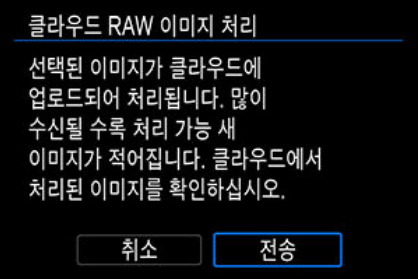 클라우드 RAW 이미지 처리
선택된 이미지가 클라우드에
업로드되어 처리됩니다. 많이
수신될 수록 처리 가능 새
이미지가 적어집니다. 클라우드에서
처리된 이미지를 확인하십시오.
취소 전송